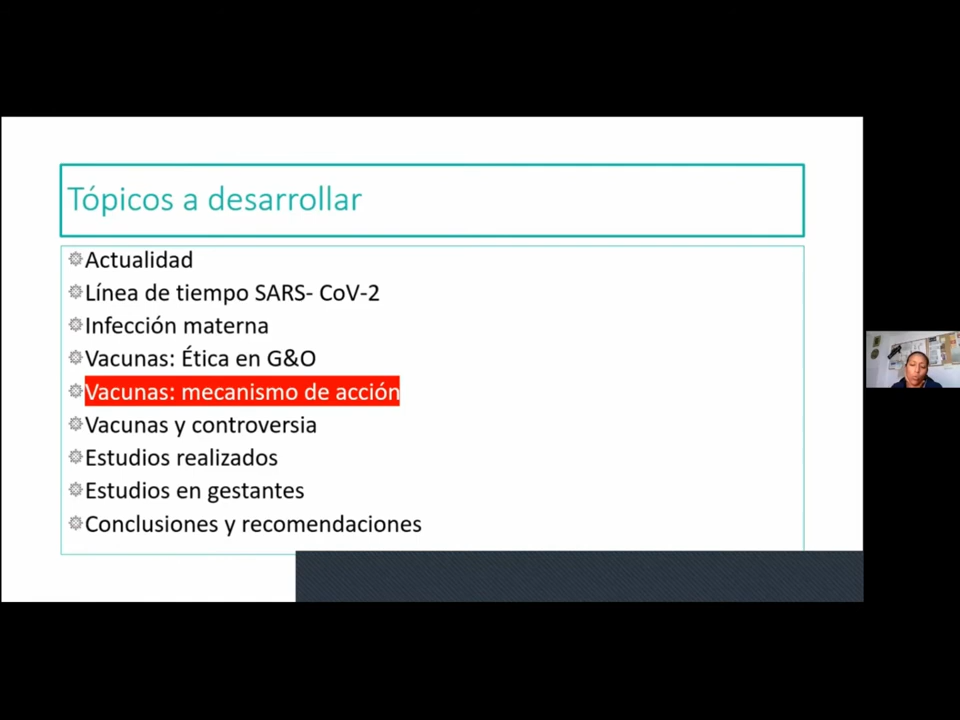 Tópicos a desarrollar
Actualidad
Línea de tiempo SARS- CoV-2
Infección materna
Vacunas: Ética en G&O
Vacunas: mecanismo de acción
Vacunas y controversia
Estudios realizados
Estudios en gestantes
Conclusiones y recomendaciones